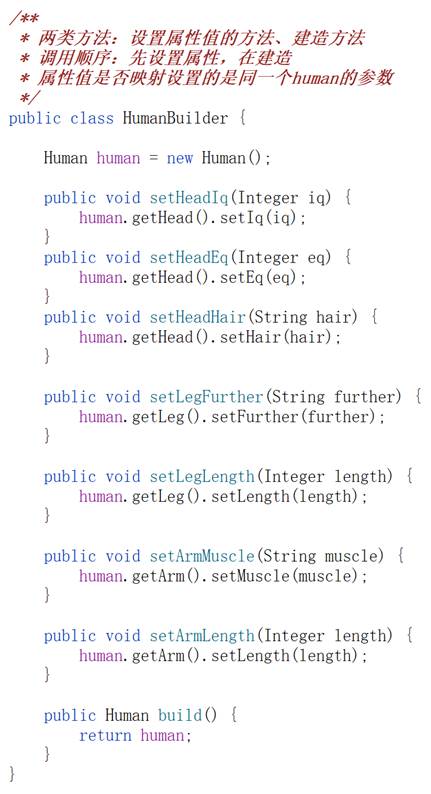 /**
 * 两类方法：设置属性值的方法、建造方法
 * 调用顺序：先设置属性，在建造
 * 属性值是否映射设置的是同一个human的参数
 */
public class HumanBuilder {
    Human human = new Human();
    public void setHeadIq(Integer iq) {
        human.getHead().setIq(iq);
    }
    public void setHeadEq(Integer eq) {
        human.getHead().setEq(eq);
    }
    public void setHeadHair(String hair) {
        human.getHead().setHair(hair);
    }
    public void setLegFurther(String further) {
        human.getLeg().setFurther(further);
    }
    public void setLegLength(Integer length) {
        human.getLeg().setLength(length);
    }
    public void setArmMuscle(String muscle) {
        human.getArm().setMuscle(muscle);
    }
    public void setArmLength(Integer length) {
        human.getArm().setLength(length);
    }
    public Human build() {
        return human;
    }
}